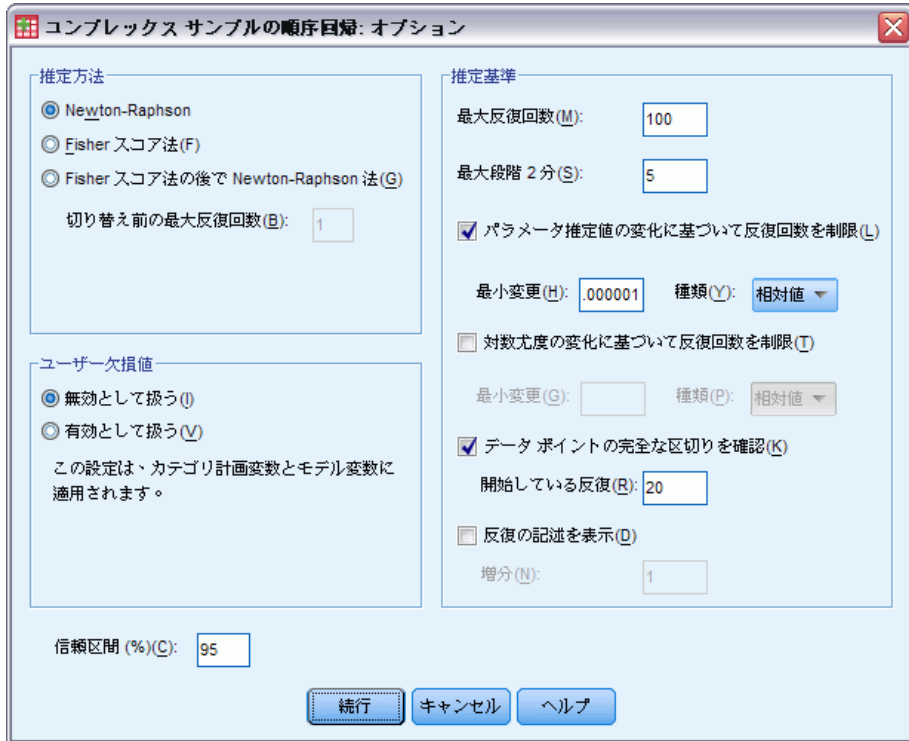 コンプレックス サンプルの順序回帰: オプション
推定方法
Newton-Raphson
Fisher スコア法(F)
Fisher スコア法の後で Newton-Raphson 法(G)
切り替え前の最大反復回数(B): 1
ユーザー欠損値
無効として扱う(I)
有効として扱う(V)
この設定は、カテゴリ計画変数とモデル変数に
適用されます。
推定基準
最大反復回数(M): 100
最大段階 2 分(S): 5
パラメータ推定値の変化に基づいて反復回数を制限(L)
最小変更(H): .000001 種類(Y): 相対値
対数尤度の変化に基づいて反復回数を制限(T)
最小変更(G): 種類(P): 相対値
データ ポイントの完全な区切りを確認(K)
開始している反復(R): 20
反復の記述を表示(D)
増分(N): 1
信頼区間 (%)(C): 95
続行 キャンセル ヘルプ